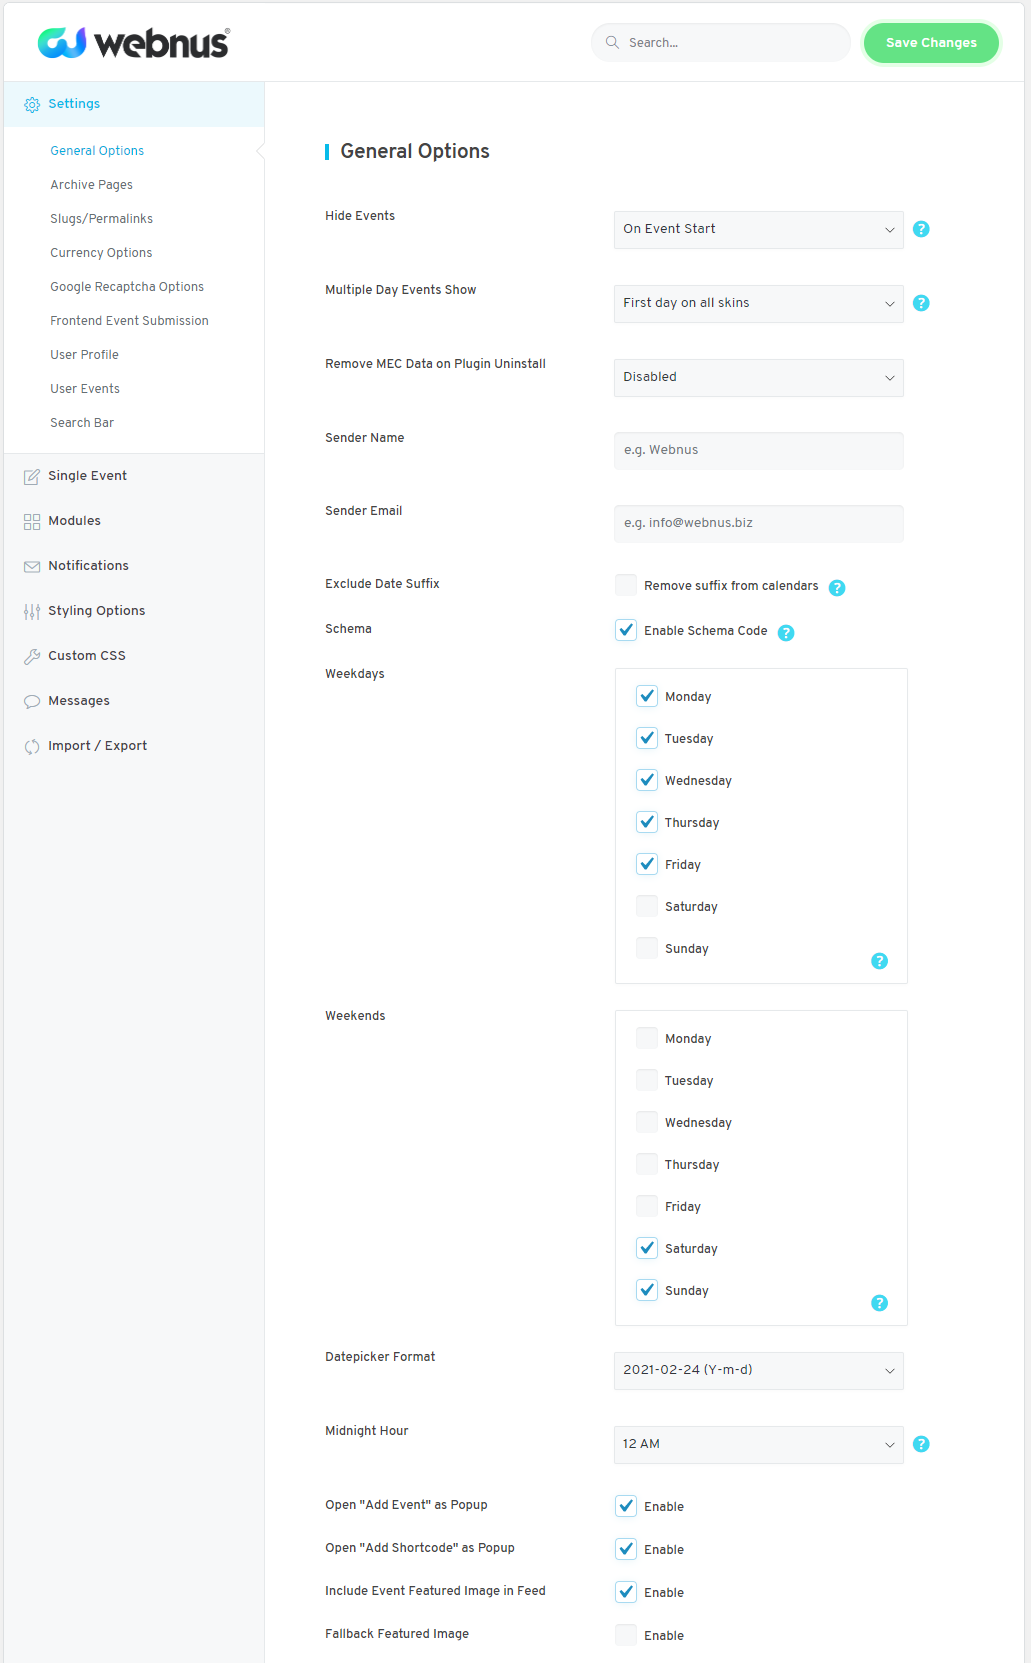 webnus®
Search...
Save Changes
Settings
General Options
Archive Pages
Slugs/Permalinks
Currency Options
Google Recaptcha Options
Frontend Event Submission
User Profile
User Events
Search Bar
Single Event
Modules
Notifications
Styling Options
Custom CSS
Messages
Import / Export
General Options
Hide Events
On Event Start
?
Multiple Day Events Show
First day on all skins
?
Remove MEC Data on Plugin Uninstall
Disabled
Sender Name
e.g. Webnus
Sender Email
e.g. info@webnus.biz
Exclude Date Suffix
Remove suffix from calendars ?
Schema
Enable Schema Code ?
Weekdays
Monday
Tuesday
Wednesday
Thursday
Friday
Saturday
Sunday
?
Weekends
Monday
Tuesday
Wednesday
Thursday
Friday
Saturday
Sunday
?
Datepicker Format
2021-02-24 (Y-m-d)
Midnight Hour
12 AM
?
Open "Add Event" as Popup
Enable
Open "Add Shortcode" as Popup
Enable
Include Event Featured Image in Feed
Enable
Fallback Featured Image
Enable